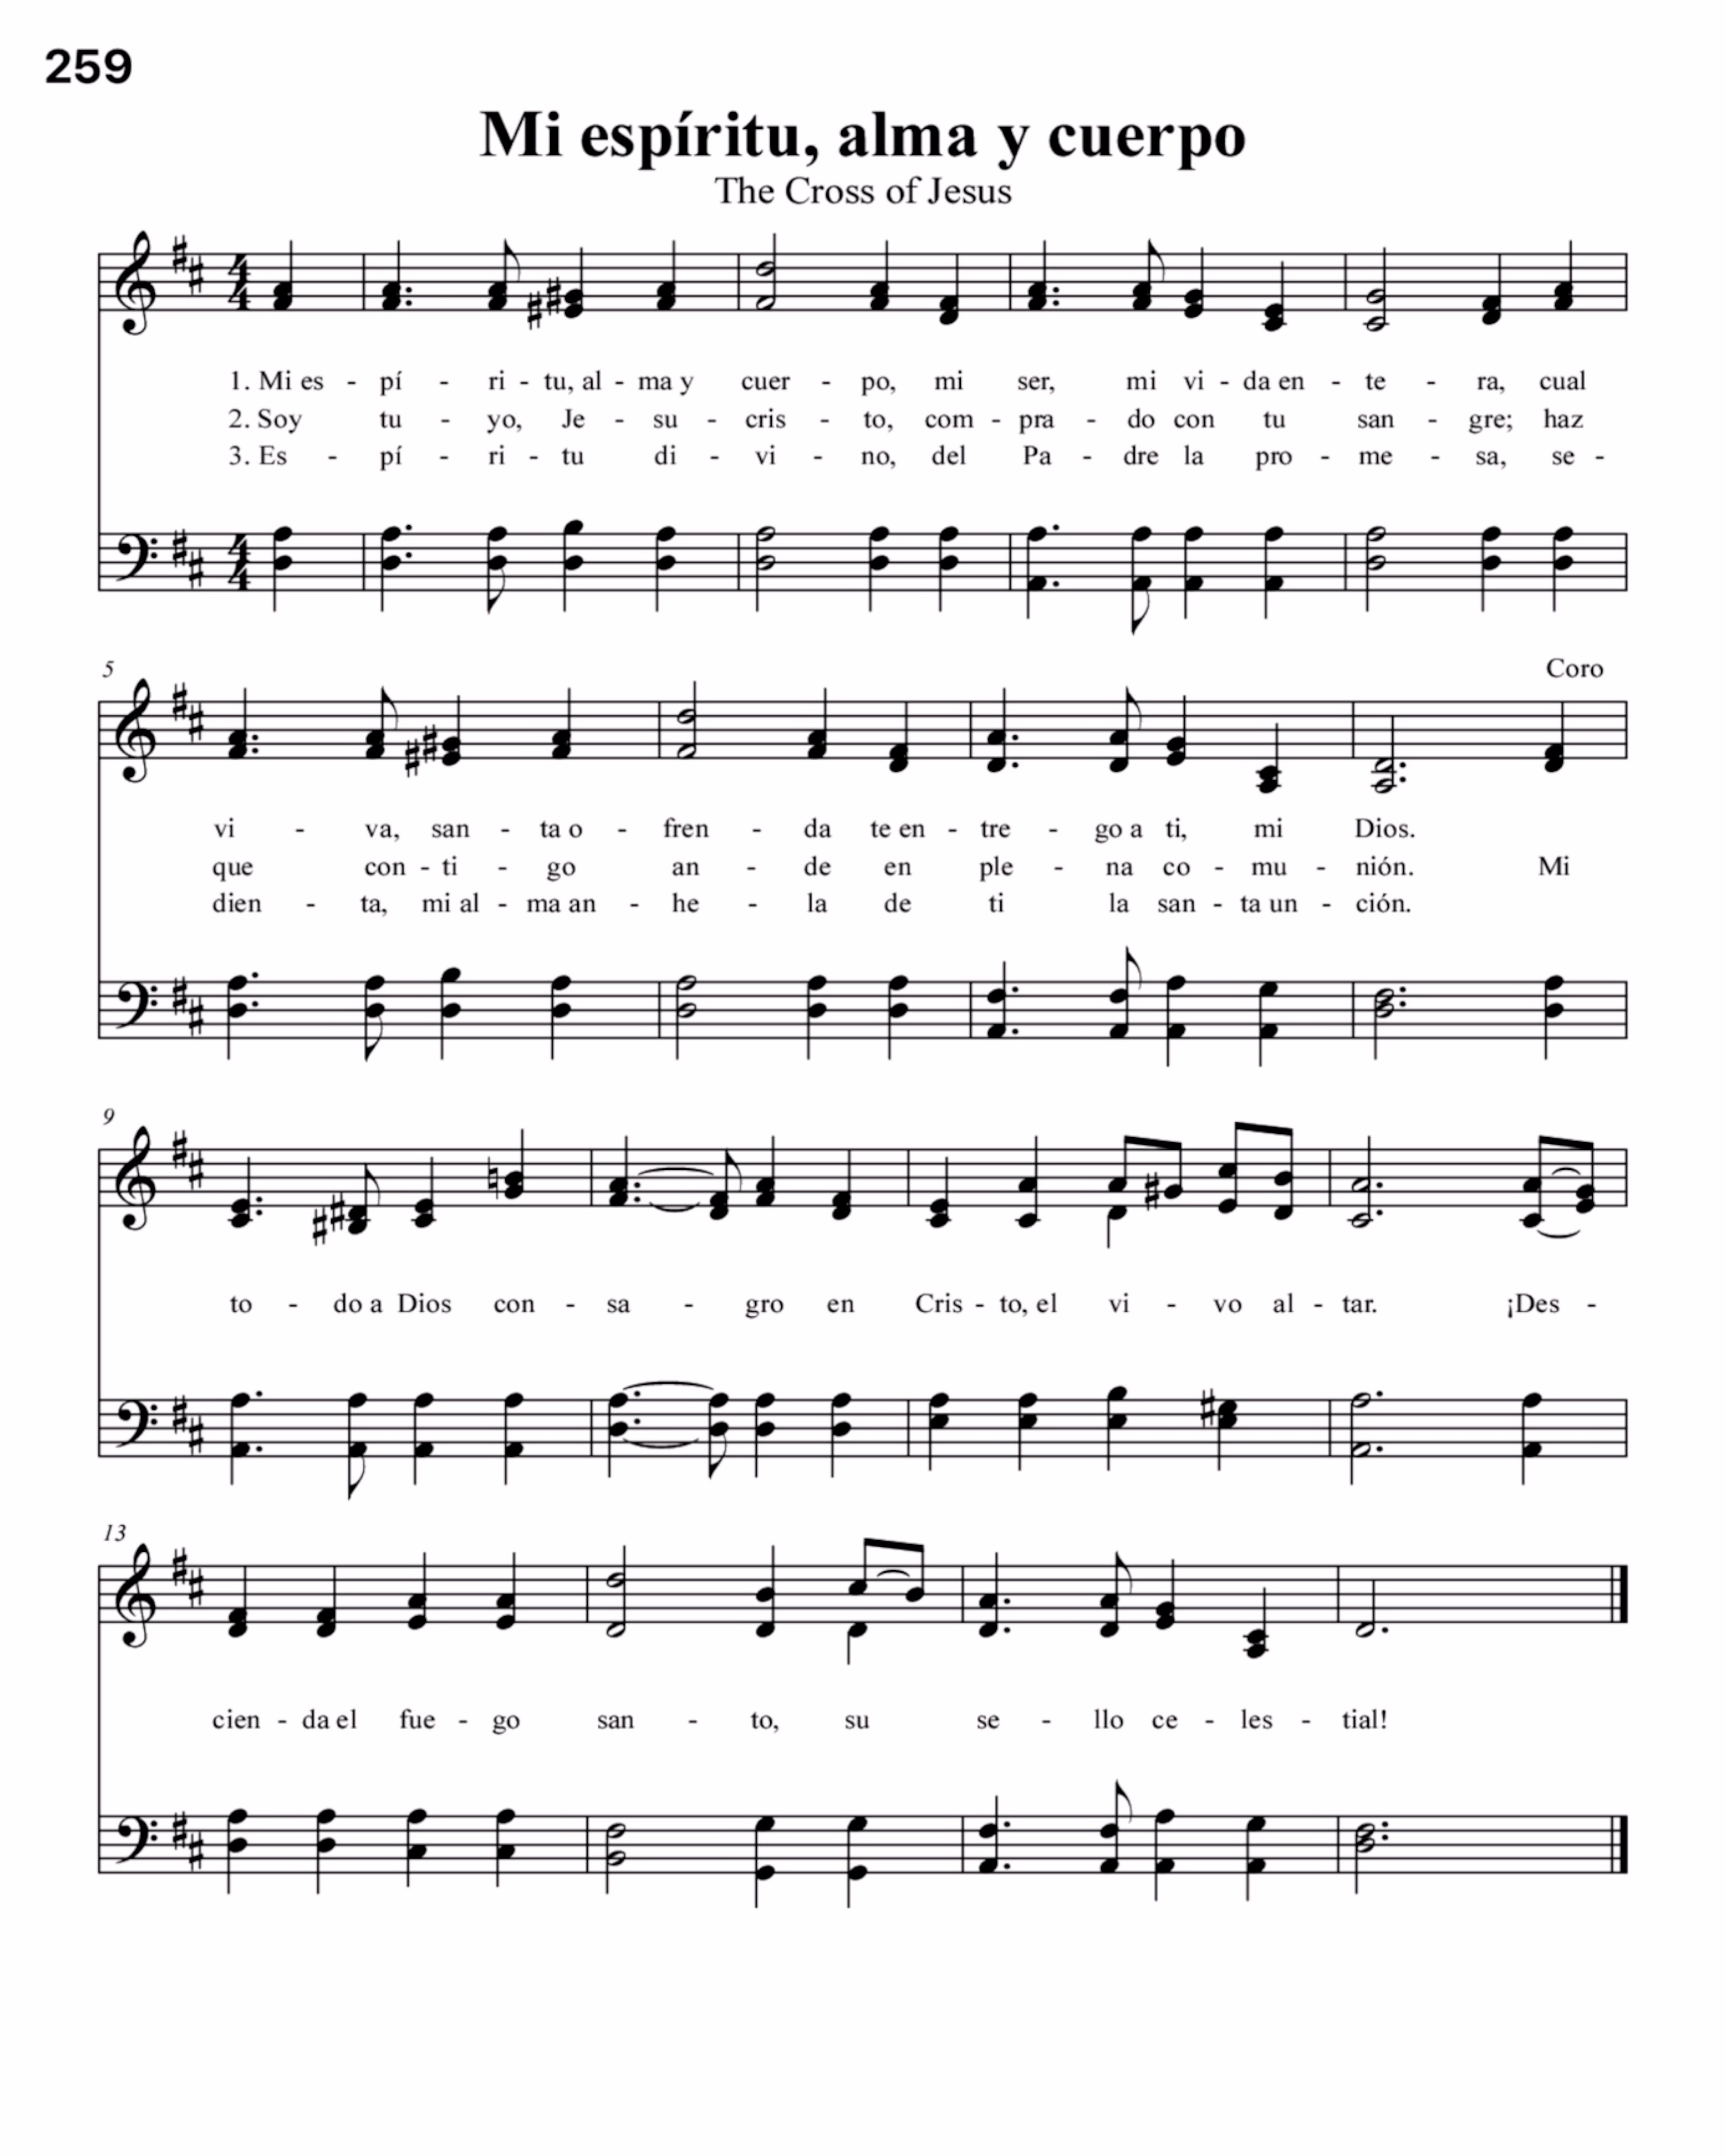 259
Mi espíritu, alma y cuerpo
The Cross of Jesus
1. Mi es - pí - ri - tu, al - ma y cuer - po, mi ser, mi vi - da en - te - ra, cual
2. Soy tu - yo, Je - su - cris - to, com - pra - do con tu san - gre; haz
3. Es - pí - ri - tu di - vi - no, del Pa - dre la pro - me - sa, se -
5
Coro
vi - va, san - ta o - fren - da te en - tre - go a ti, mi Dios.
que con - ti - go an - de en ple - na co - mu - nión. Mi
dien - ta, mi al - ma an - he - la de ti la san - ta un - ción.
9
to - do a Dios con - sa - gro en Cris - to, el vi - vo al - tar. ¡Des -
13
cien - da el fue - go san - to, su se - llo ce - les - tial!